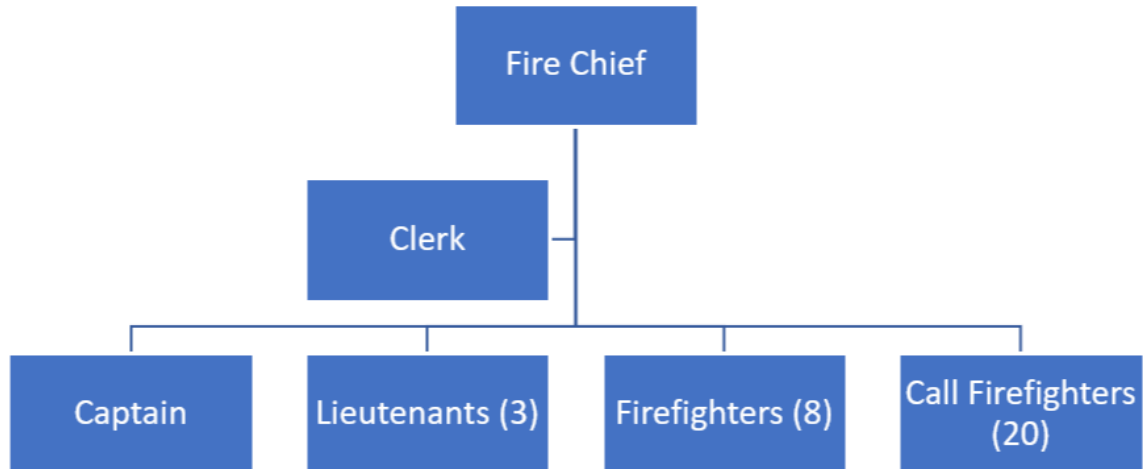 Fire Chief
Clerk
Captain
Lieutenants (3)
Firefighters (8)
Call Firefighters
(20)